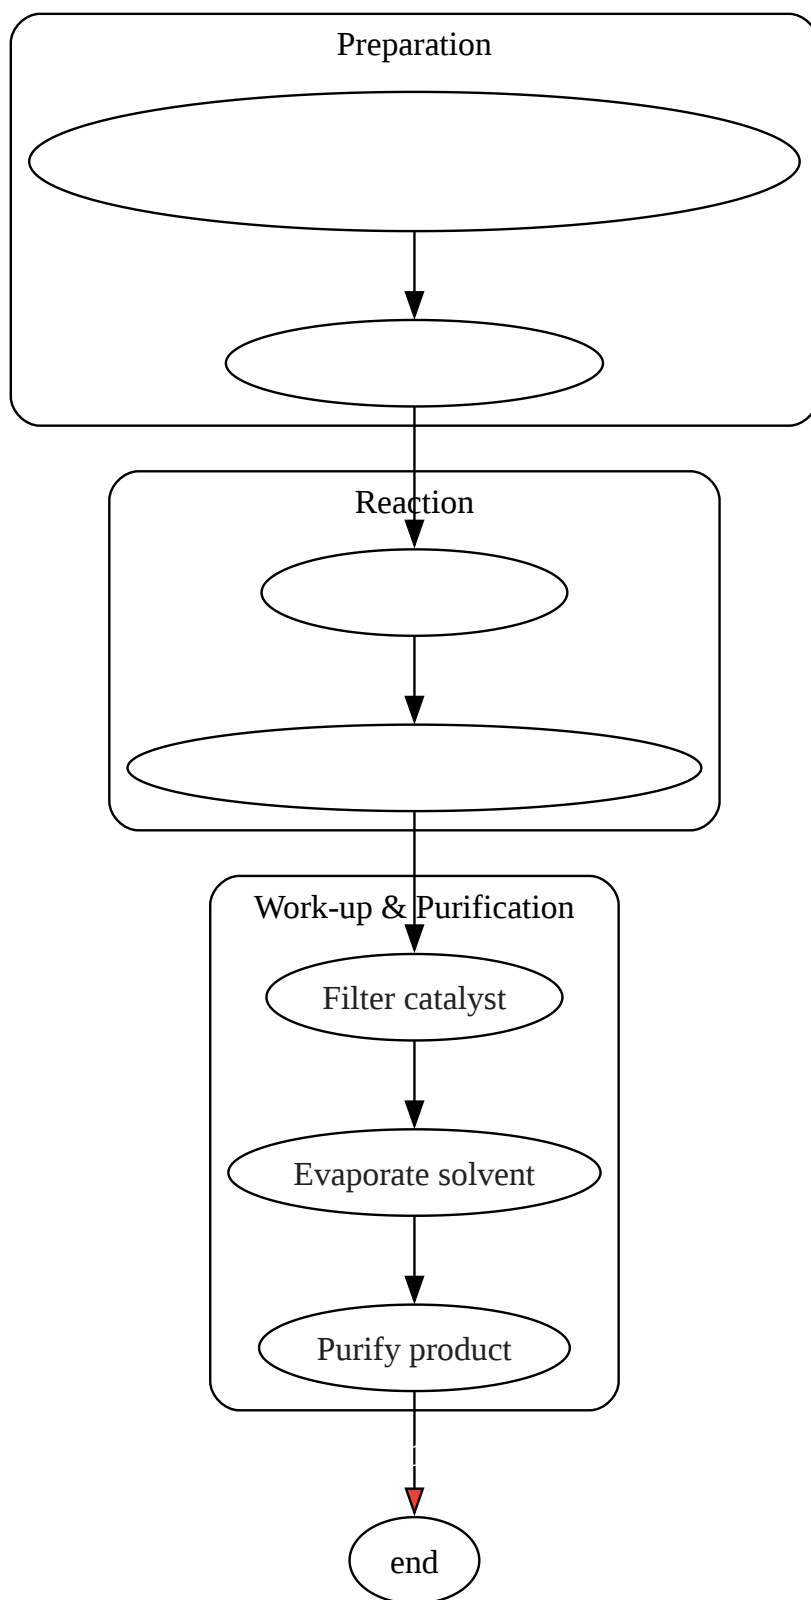 Preparation
Reaction
Work-up & Purification
Filter catalyst
Evaporate solvent
Purify product
end